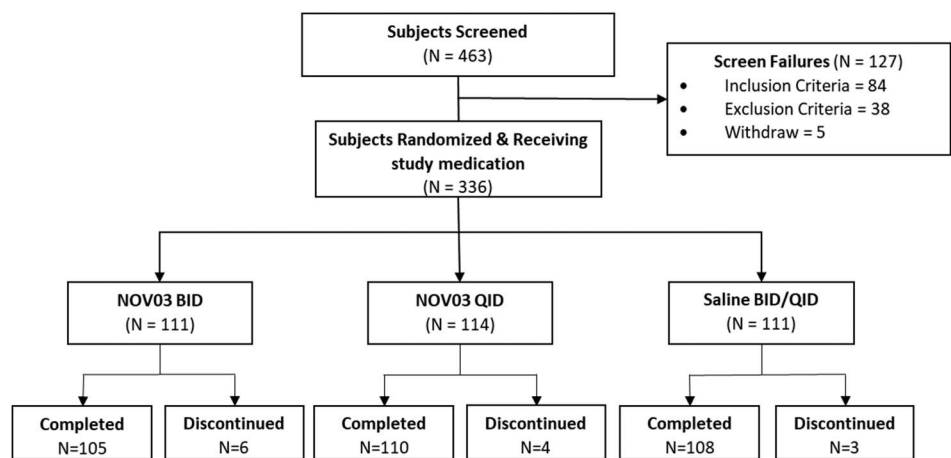 Subjects Screened
(N = 463)
Screen Failures (N = 127)
• Inclusion Criteria = 84
• Exclusion Criteria = 38
• Withdraw = 5
Subjects Randomized & Receiving
study medication
(N = 336)
NOV03 BID
(N = 111)
NOV03 QID
(N = 114)
Saline BID/QID
(N = 111)
Completed
N=105
Discontinued
N=6
Completed
N=110
Discontinued
N=4
Completed
N=108
Discontinued
N=3